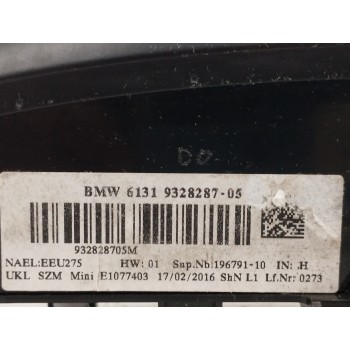 DO
BMW 6131 9328287-05
932828705M
NAEL:EEU275 HW: 01 Sup.Nb:196791-10 IN: .H
UKL SZM Mini E1077403 17/02/2016 ShN L1 Lf.Nr: 0273